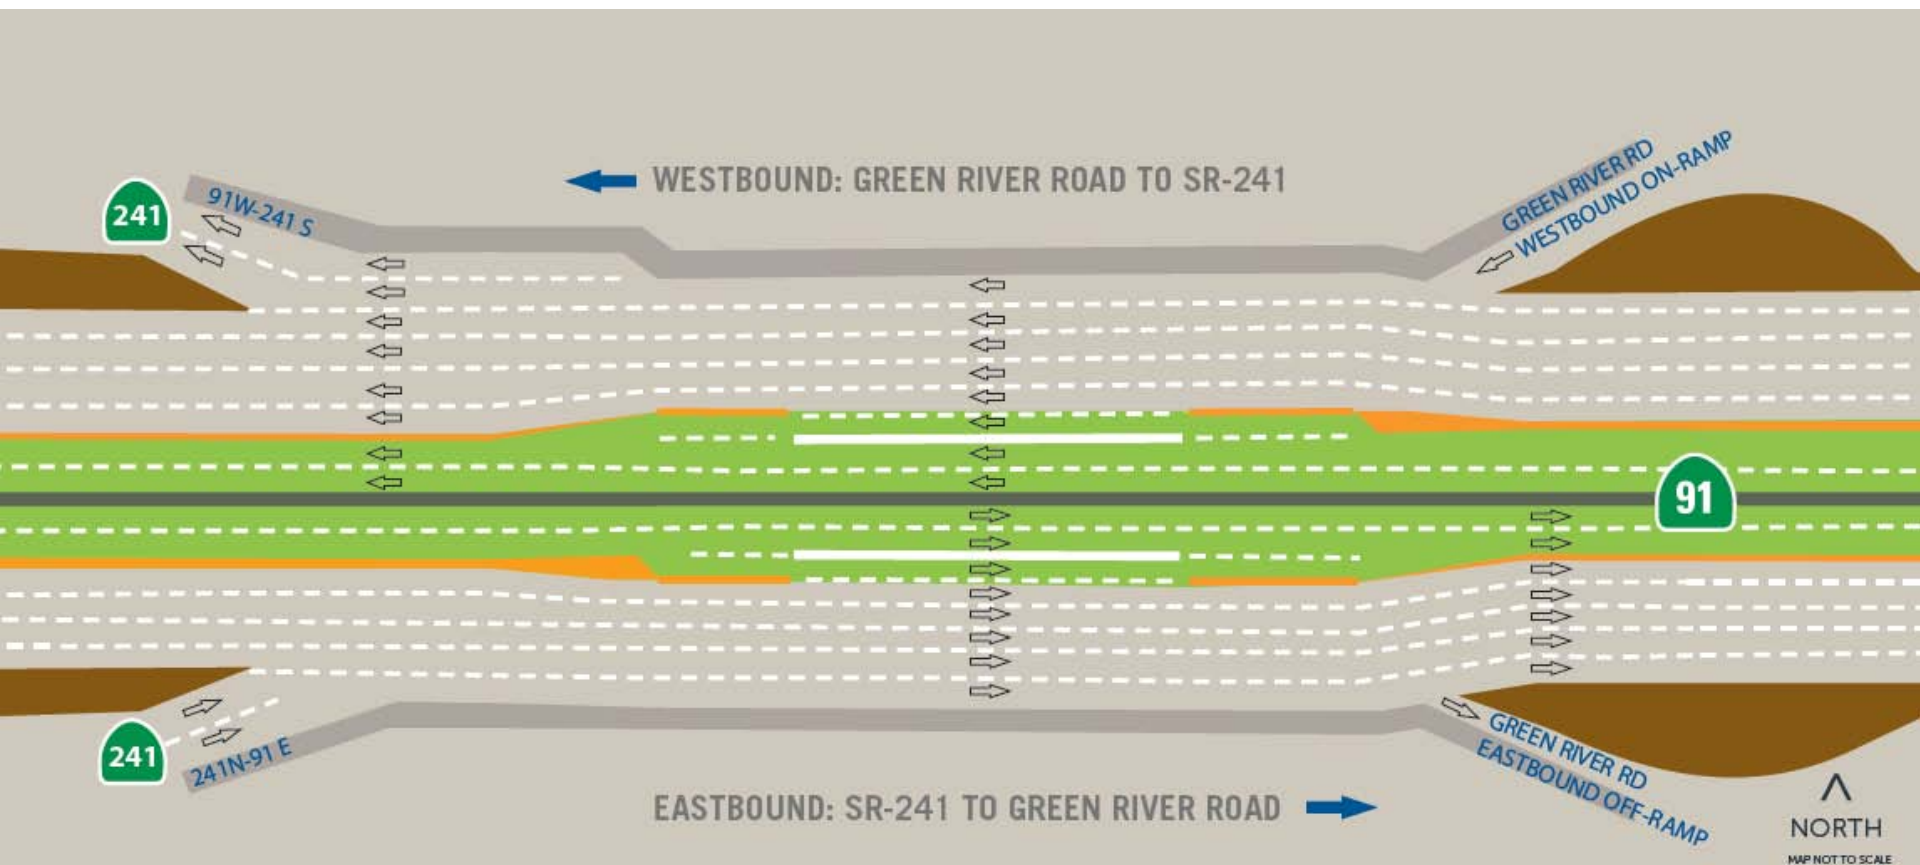 WESTBOUND: GREEN RIVER ROAD TO SR-241
241
91W-241 S
GREEN RIVER RD
WESTBOUND ON-RAMP
91
241
241N-91 E
GREEN RIVER RD
EASTBOUND OFF-RAMP
EASTBOUND: SR-241 TO GREEN RIVER ROAD
NORTH
MAP NOT TO SCALE